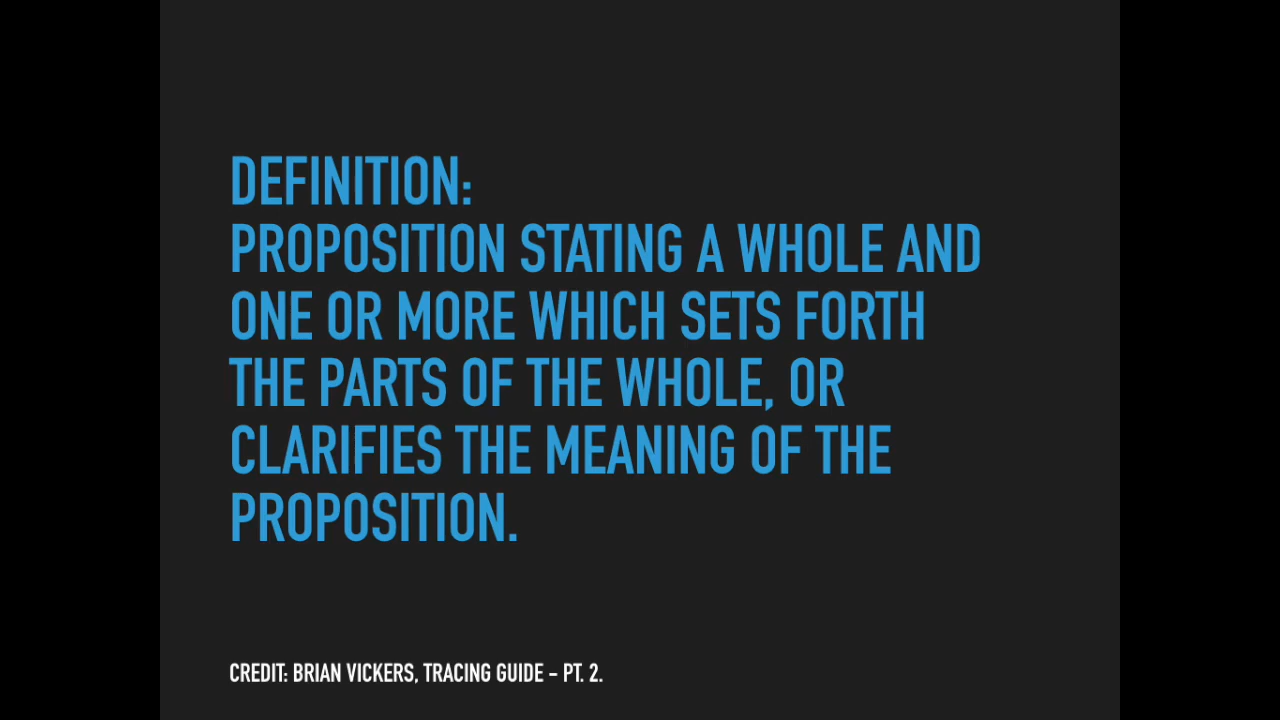 DEFINITION:
PROPOSITION STATING A WHOLE AND
ONE OR MORE WHICH SETS FORTH
THE PARTS OF THE WHOLE, OR
CLARIFIES THE MEANING OF THE
PROPOSITION.
CREDIT: BRIAN VICKERS, TRACING GUIDE – PT. 2.